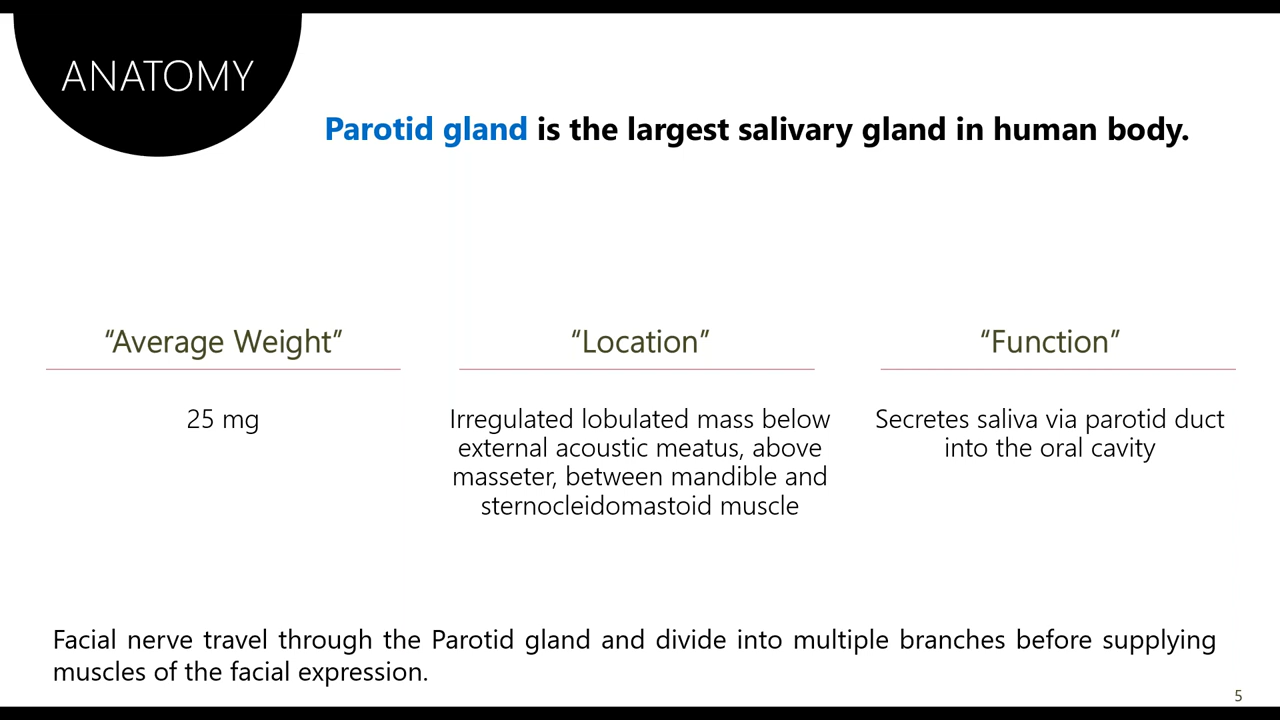 ANATOMY
Parotid gland is the largest salivary gland in human body.
“Average Weight”
25 mg
“Location”
Irregulated lobulated mass below
external acoustic meatus, above
masseter, between mandible and
sternocleidomastoid muscle
“Function”
Secretes saliva via parotid duct
into the oral cavity
Facial nerve travel through the Parotid gland and divide into multiple branches before supplying
muscles of the facial expression.
5